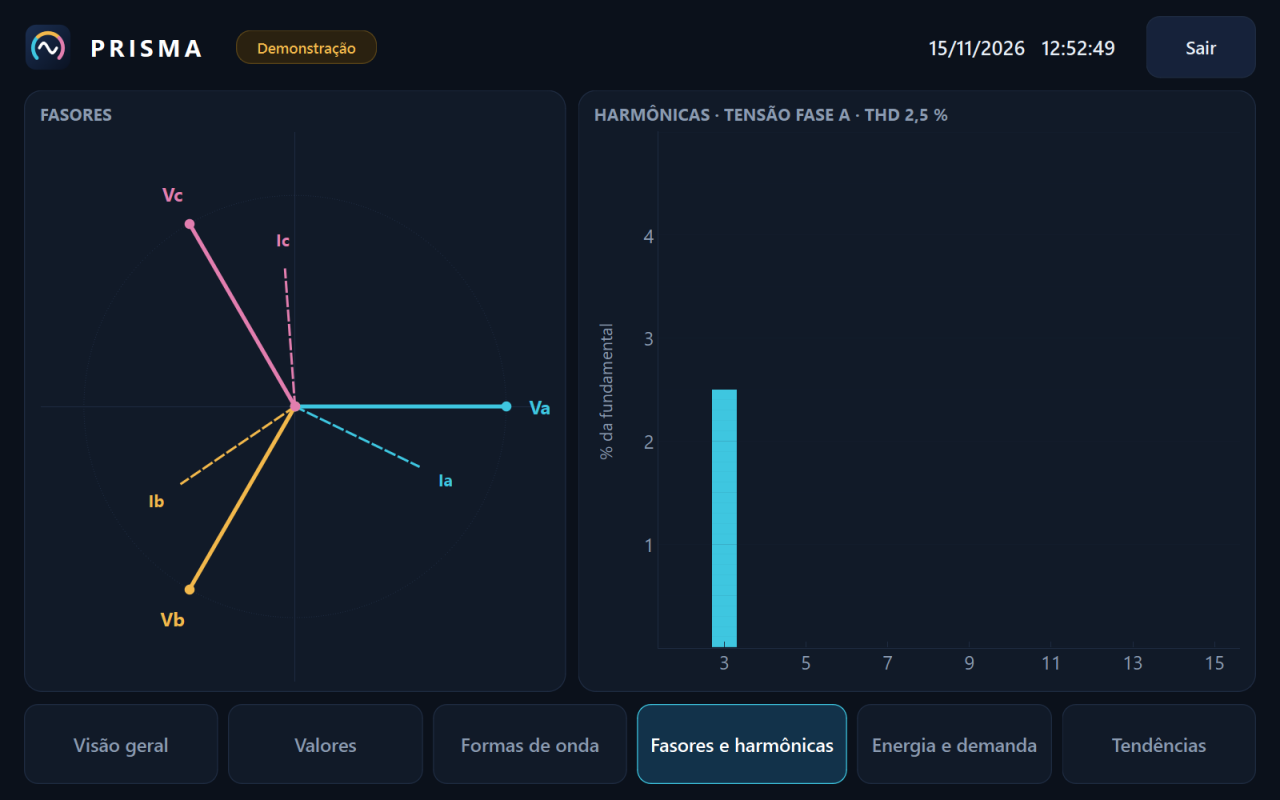 PRISMA
Demonstração
15/11/2026 12:52:49
Sair
FASORES
Vc
Ic
Va
Ia
Ib
Vb
HARMÔNICAS · TENSÃO FASE A · THD 2,5 %
% da fundamental
4
3
2
1
3 5 7 9 11 13 15
Visão geral
Valores
Formas de onda
Fasores e harmônicas
Energia e demanda
Tendências